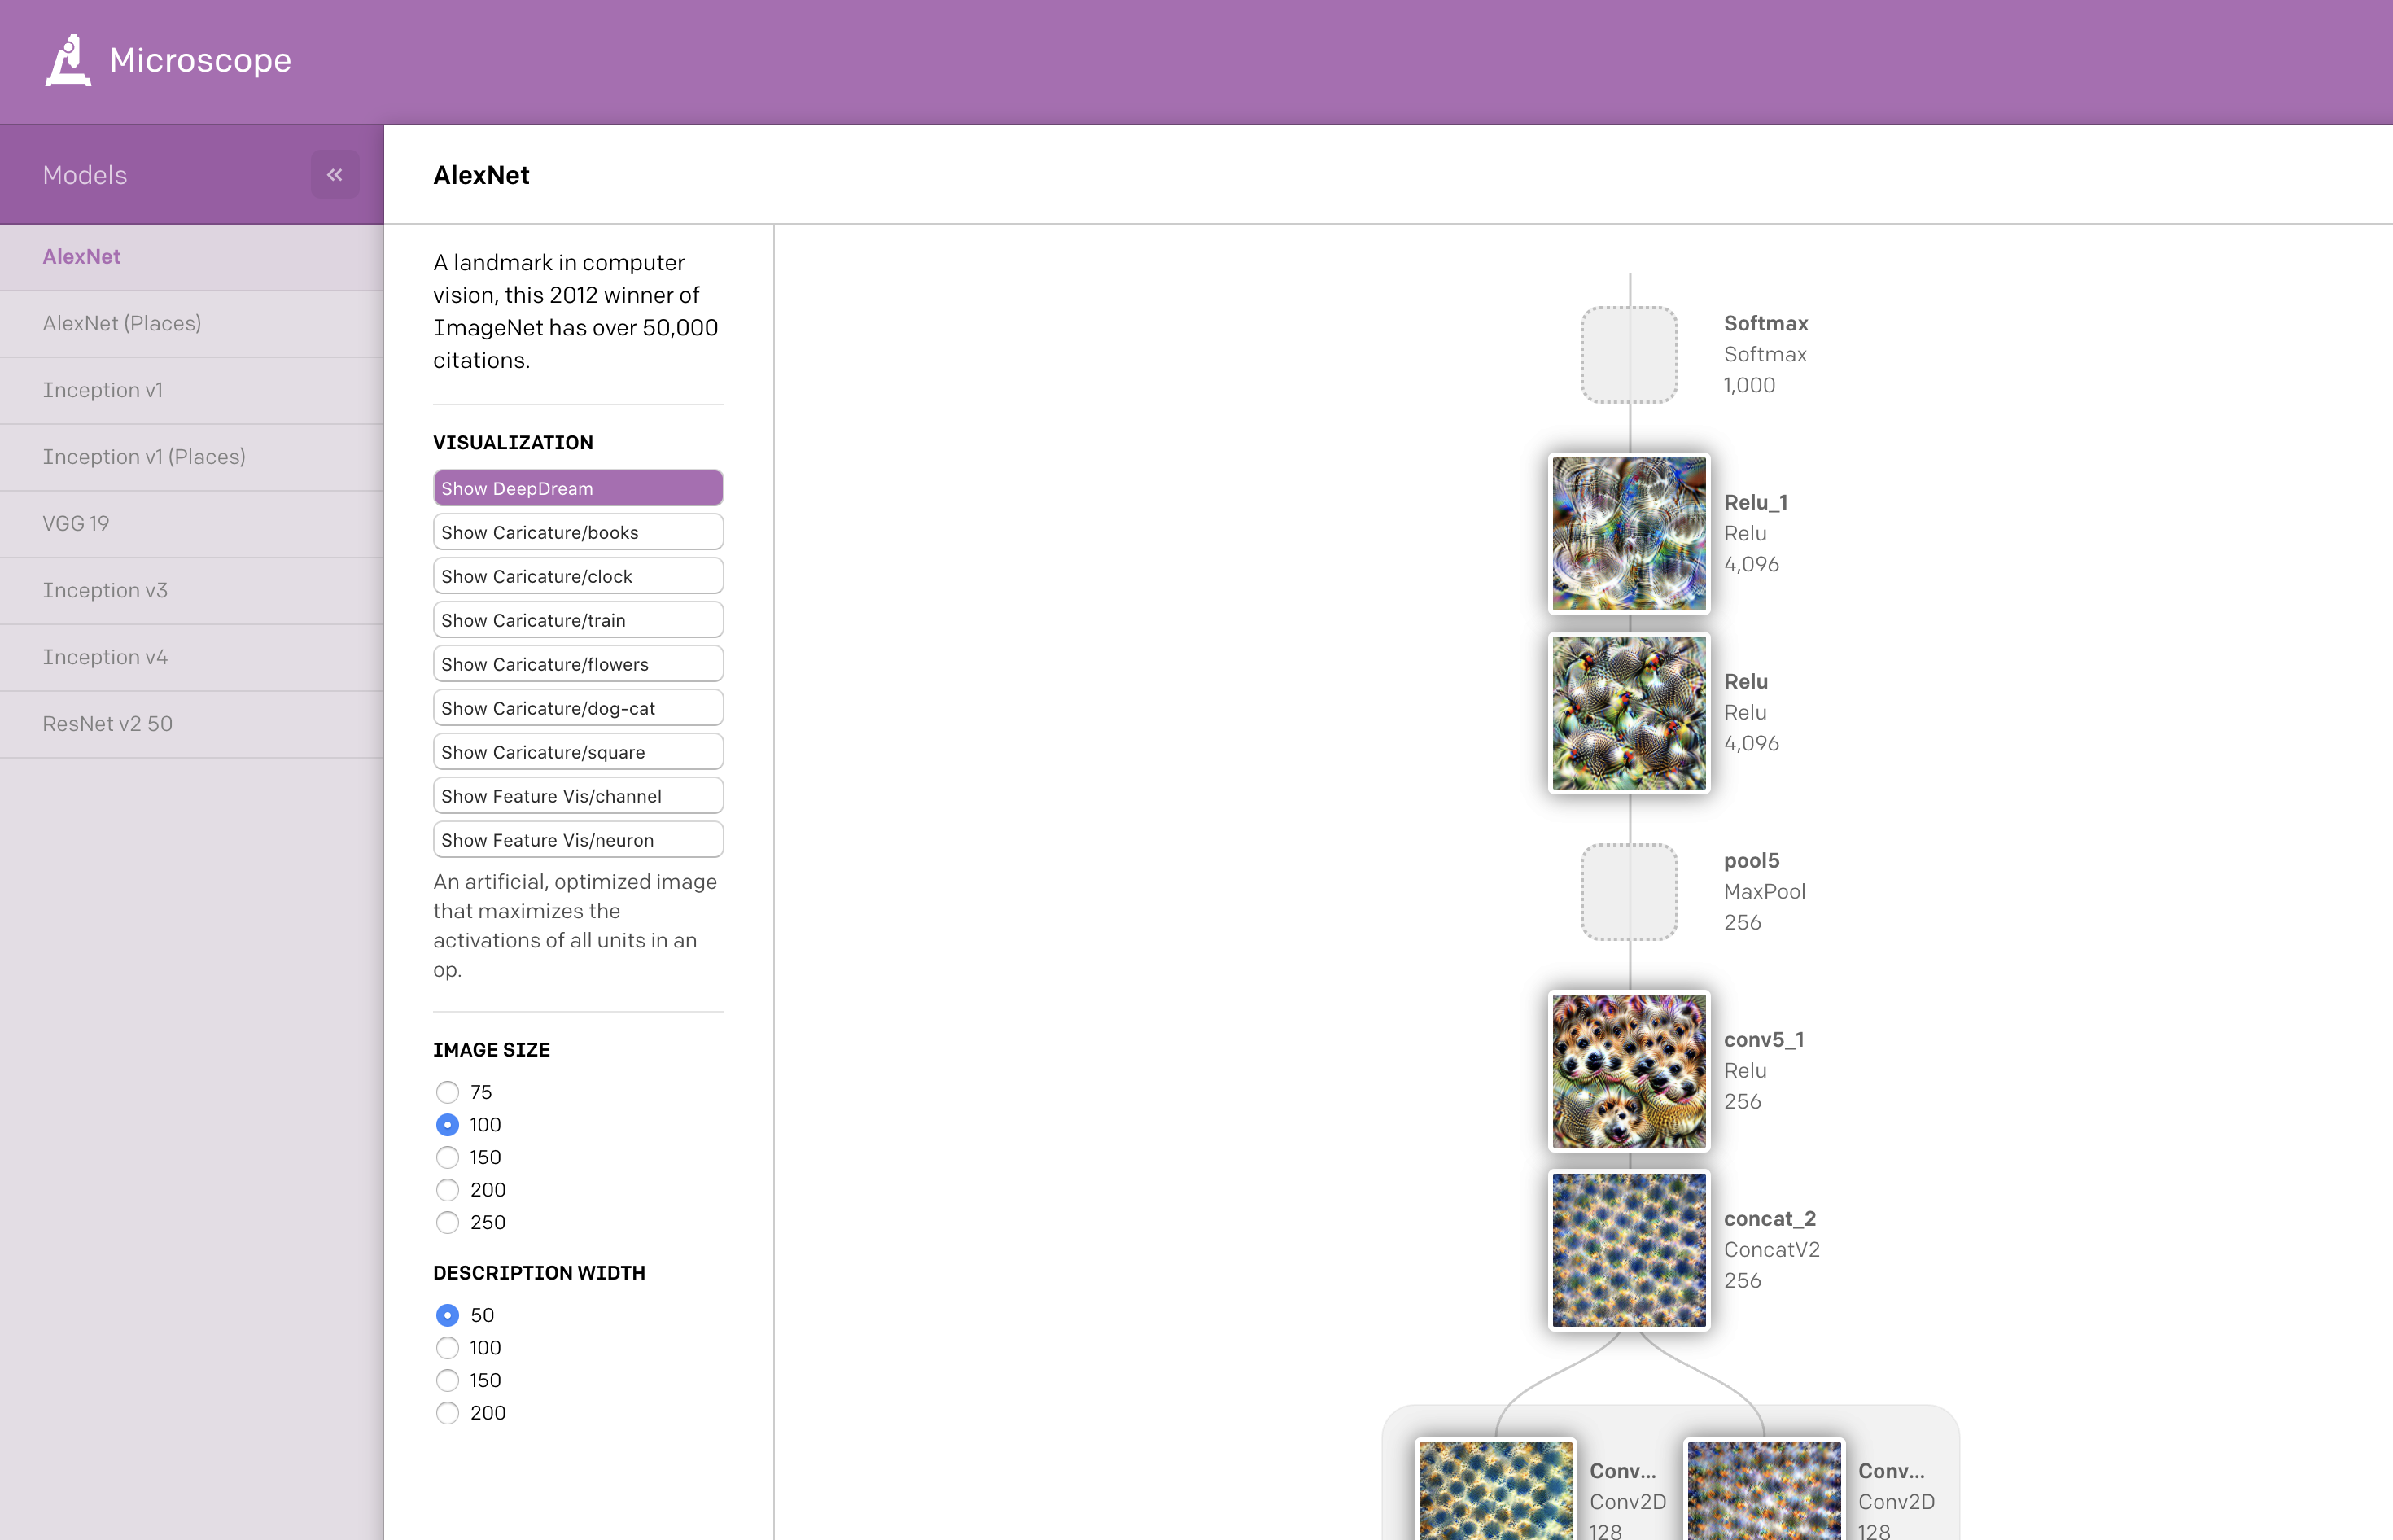 Microscope
Models
«
AlexNet
AlexNet (Places)
Inception v1
Inception v1 (Places)
VGG 19
Inception v3
Inception v4
ResNet v2 50
AlexNet
A landmark in computer
vision, this 2012 winner of
ImageNet has over 50,000
citations.
VISUALIZATION
Show DeepDream
Show Caricature/books
Show Caricature/clock
Show Caricature/train
Show Caricature/flowers
Show Caricature/dog-cat
Show Caricature/square
Show Feature Vis/channel
Show Feature Vis/neuron
An artificial, optimized image
that maximizes the
activations of all units in an
op.
IMAGE SIZE
75
100
150
200
250
DESCRIPTION WIDTH
50
100
150
200
Softmax
Softmax
1,000
Relu_1
Relu
4,096
Relu
Relu
4,096
pool5
MaxPool
256
conv5_1
Relu
256
concat_2
ConcatV2
256
Conv...
Conv2D
128
Conv...
Conv2D
128